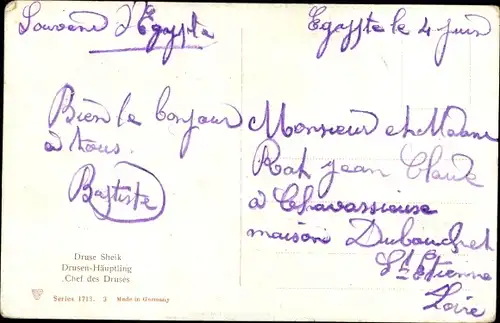 Souvenir d'Egypte
Egypte le 4 juin
Bien le bonjour
à tous.
Baptiste
Monsieur et Madame
Rat jean Claude
à Chavassieuse
maison Dubouchet
St Etienne
Loire
Druse Sheik
Drusen-Häuptling
Chef des Druses
Series 1711. 3 Made in Germany